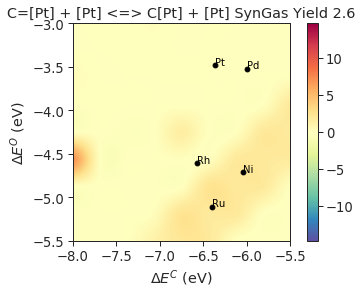 C=[Pt] + [Pt] <=> C[Pt] + [Pt] SynGas Yield 2.6
−3.0
−3.5
−4.0
−4.5
−5.0
−5.5
ΔE^O (eV)
Pt
Pd
Rh
Ni
Ru
−8.0 −7.5 −7.0 −6.5 −6.0 −5.5
ΔE^C (eV)
10
5
0
−5
−10